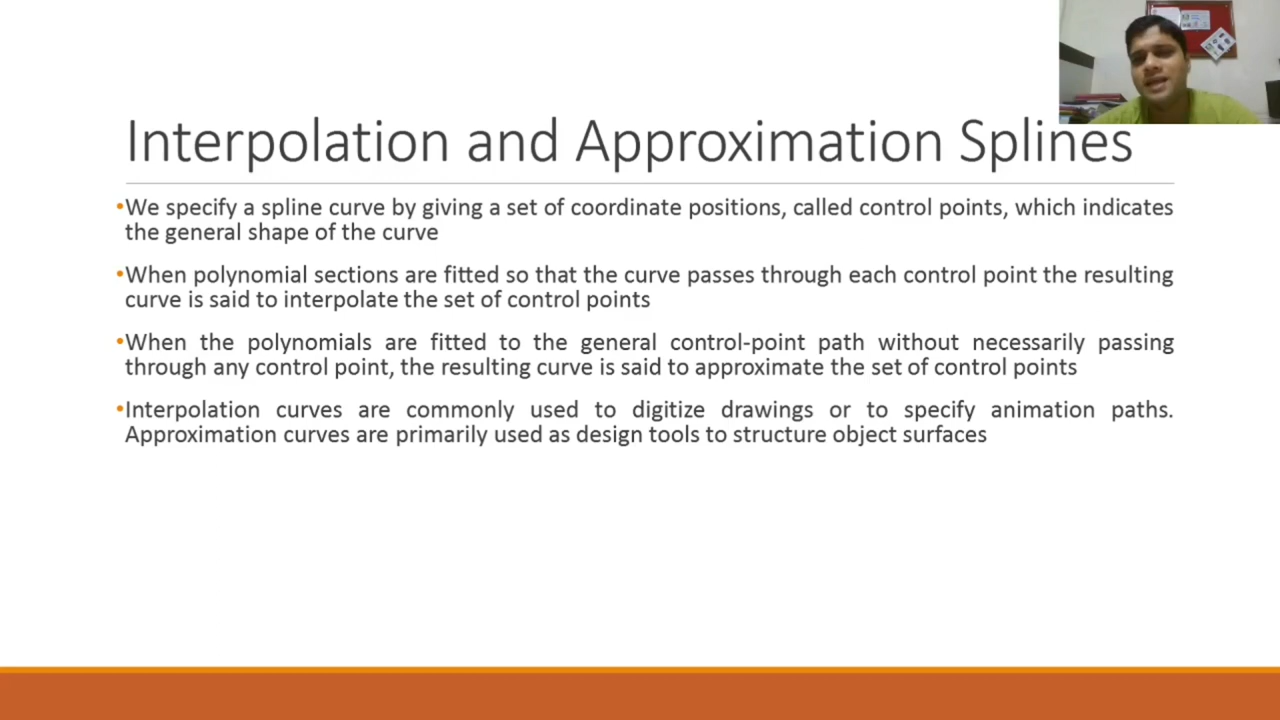 Interpolation and Approximation Splines
•We specify a spline curve by giving a set of coordinate positions, called control points, which indicates
the general shape of the curve
•When polynomial sections are fitted so that the curve passes through each control point the resulting
curve is said to interpolate the set of control points
•When the polynomials are fitted to the general control-point path without necessarily passing
through any control point, the resulting curve is said to approximate the set of control points
•Interpolation curves are commonly used to digitize drawings or to specify animation paths.
Approximation curves are primarily used as design tools to structure object surfaces